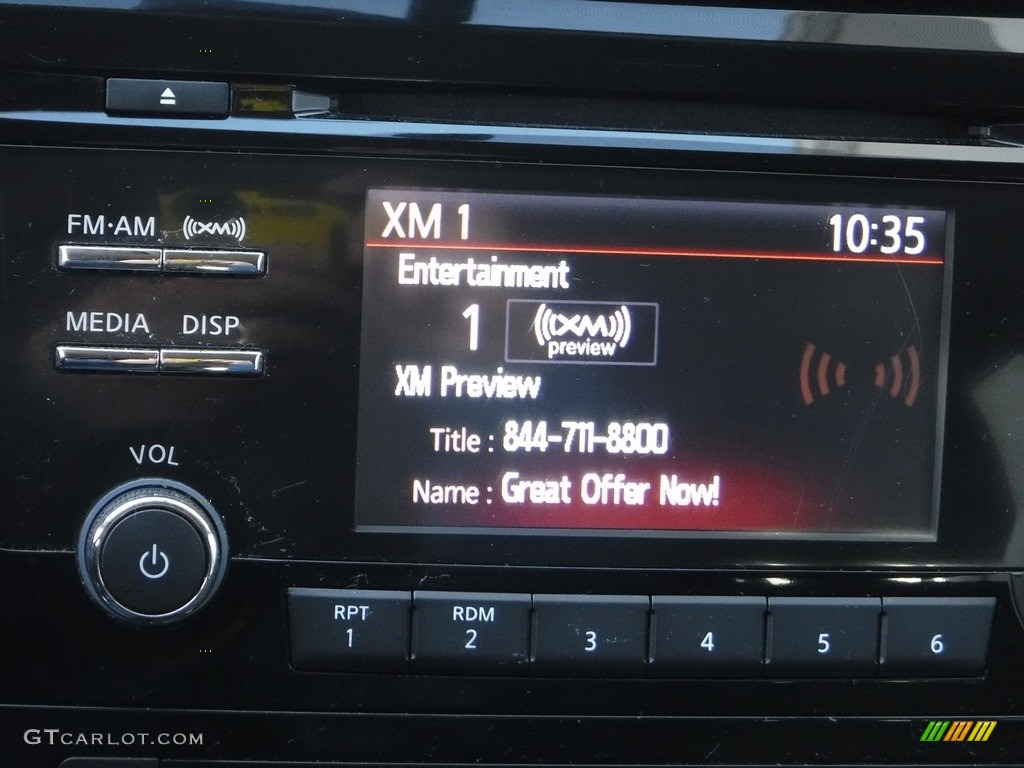 XM 1 10:35
FM·AM XM
Entertainment
1 XM
preview
MEDIA DISP
XM Preview
Title : 844-711-8800
VOL
Name : Great Offer Now!
RPT RDM
1 2 3 4 5 6
GTCARLOT.COM